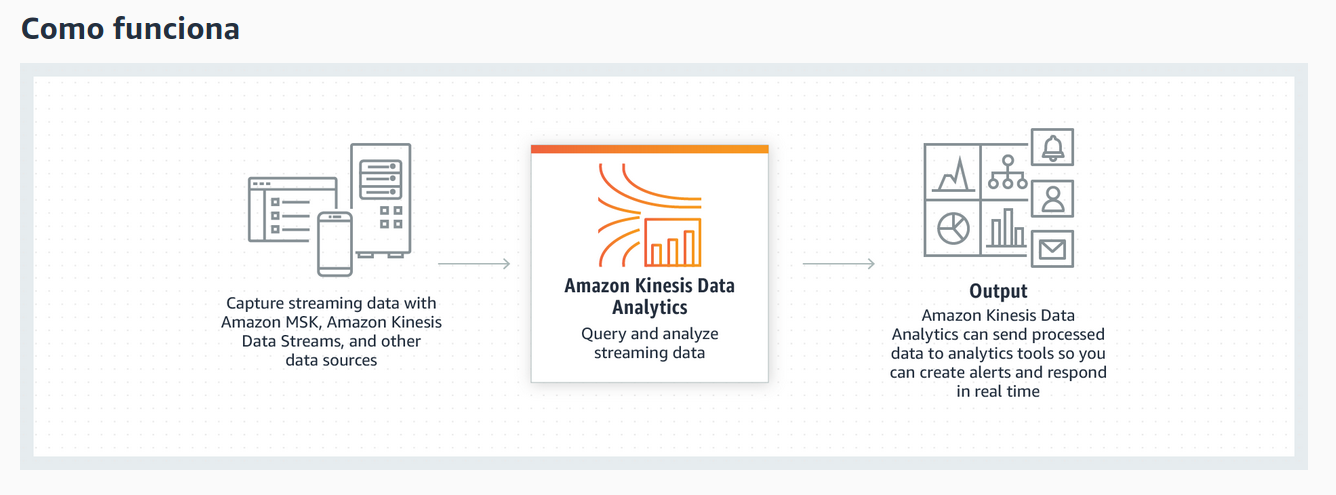 Como funciona
Capture streaming data with
Amazon MSK, Amazon Kinesis
Data Streams, and other
data sources
Amazon Kinesis Data
Analytics
Query and analyze
streaming data
Output
Amazon Kinesis Data
Analytics can send processed
data to analytics tools so you
can create alerts and respond
in real time